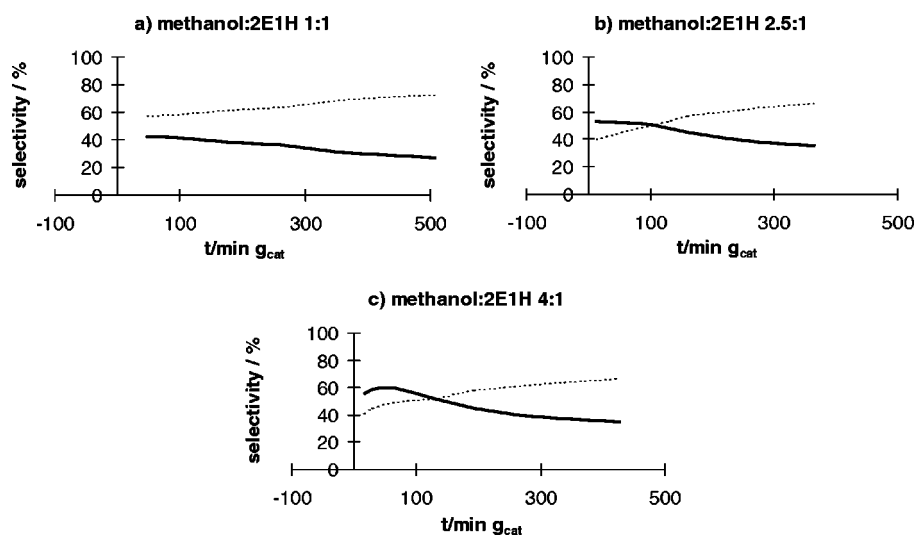 a) methanol:2E1H 1:1
selectivity / %
100
80
60
40
20
0
-100 100 300 500
t/min gcat
b) methanol:2E1H 2.5:1
selectivity / %
100
80
60
40
20
0
-100 100 300 500
t/min gcat
c) methanol:2E1H 4:1
selectivity / %
100
80
60
40
20
0
-100 100 300 500
t/min gcat